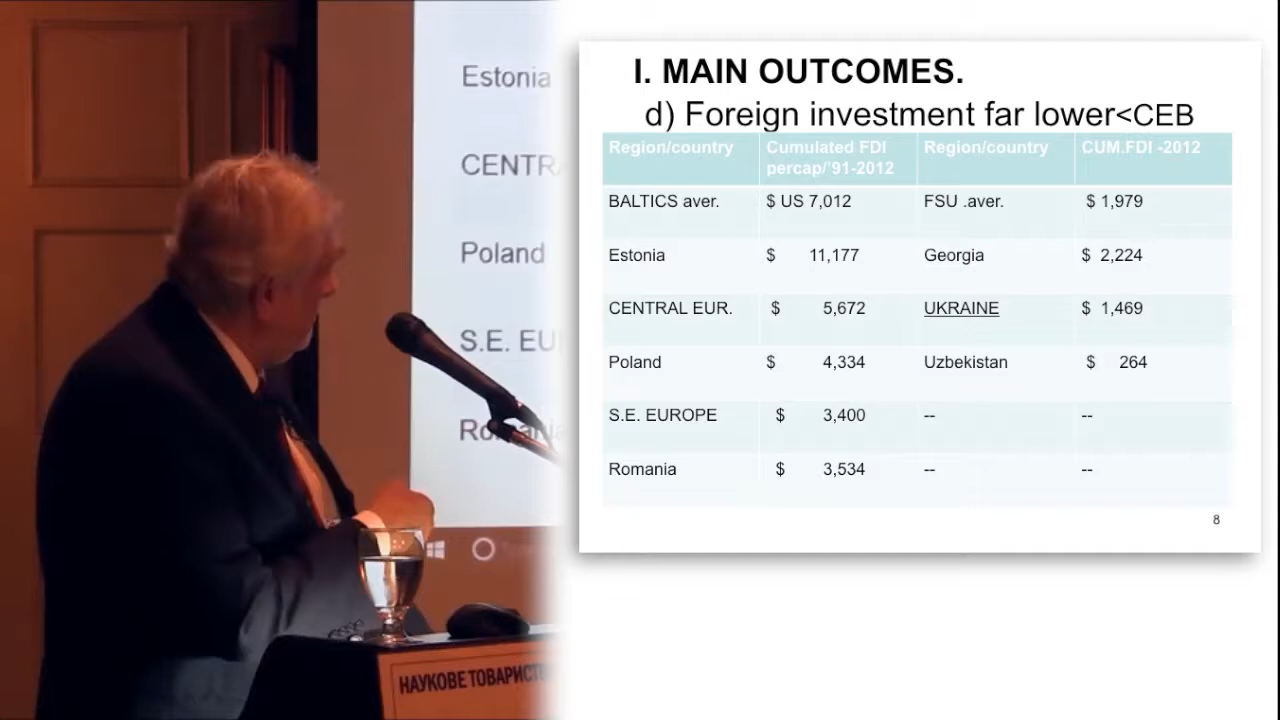 Estonia
CENTR
Poland
S.E. EU
НАУКОВЕ ТОВАРИСТ
I. MAIN OUTCOMES.
d) Foreign investment far lower<CEB
Region/country Cumulated FDI percap/'91-2012 Region/country CUM.FDI -2012
BALTICS aver. $ US 7,012 FSU .aver. $ 1,979
Estonia $ 11,177 Georgia $ 2,224
CENTRAL EUR. $ 5,672 UKRAINE $ 1,469
Poland $ 4,334 Uzbekistan $ 264
S.E. EUROPE $ 3,400 -- --
Romania $ 3,534 -- --
8